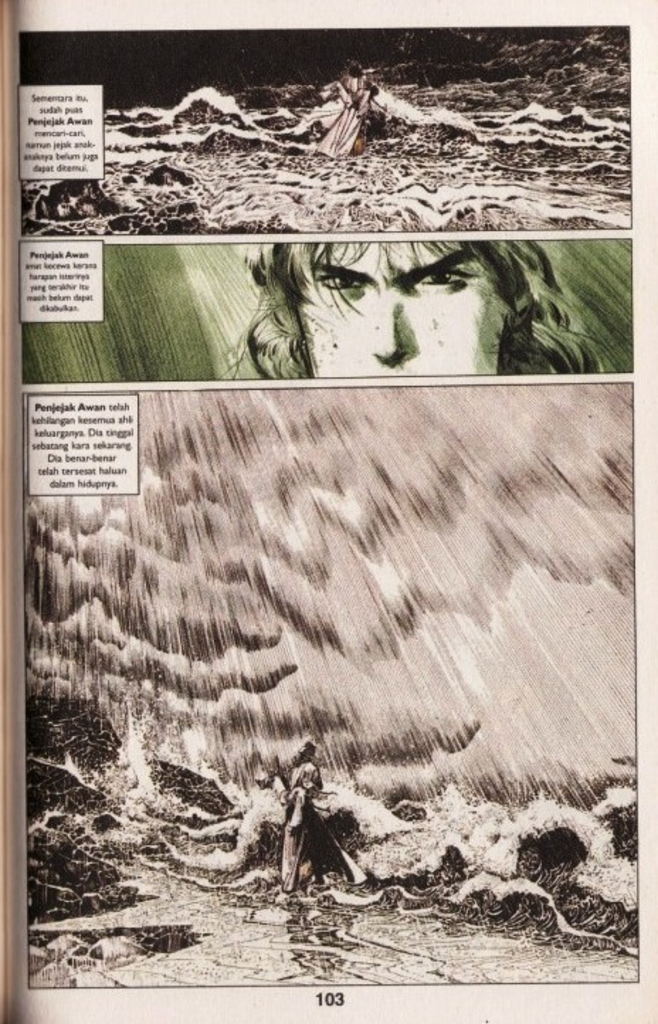 Sementara itu,
sudah puas
Penjejak Awan
mencari-cari,
namun jejak anak-
anaknya belum juga
dapat ditemui.
Penjejak Awan
amat kecewa kerana
harapan isterinya
yang terakhir itu
masih belum dapat
dikabulkan.
Penjejak Awan telah
kehilangan kesemua ahli
keluarganya. Dia tinggal
sebatang kara sekarang.
Dia benar-benar
telah tersesat haluan
dalam hidupnya.
103